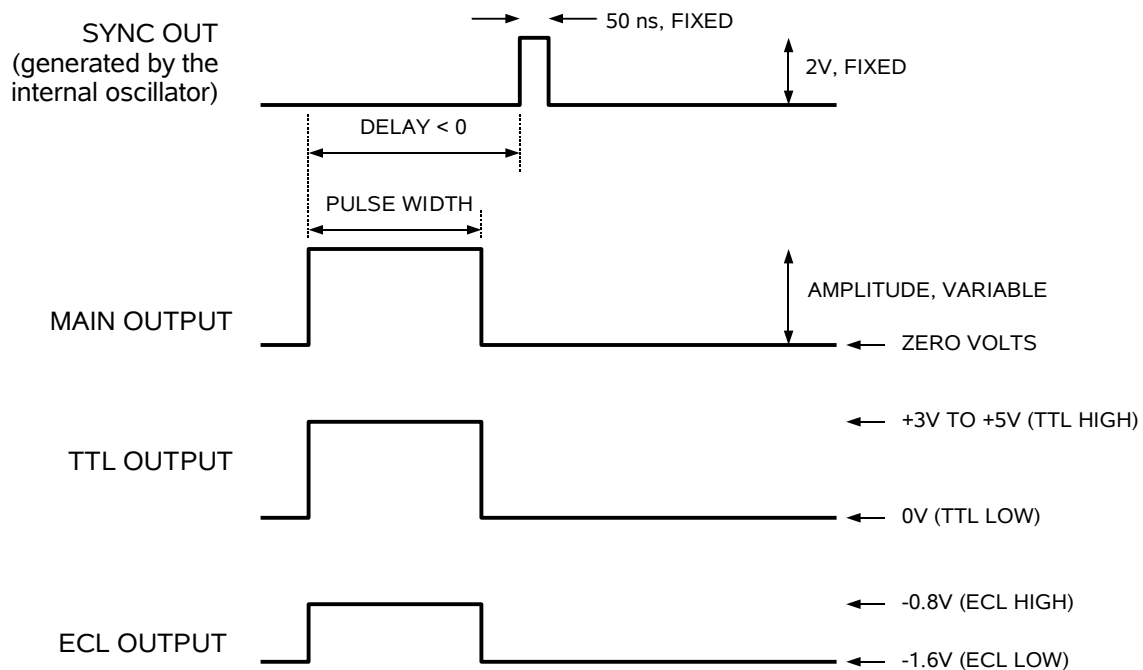 SYNC OUT
(generated by the
internal oscillator)
50 ns, FIXED
2V, FIXED
DELAY < 0
PULSE WIDTH
MAIN OUTPUT
AMPLITUDE, VARIABLE
ZERO VOLTS
TTL OUTPUT
+3V TO +5V (TTL HIGH)
0V (TTL LOW)
ECL OUTPUT
-0.8V (ECL HIGH)
-1.6V (ECL LOW)